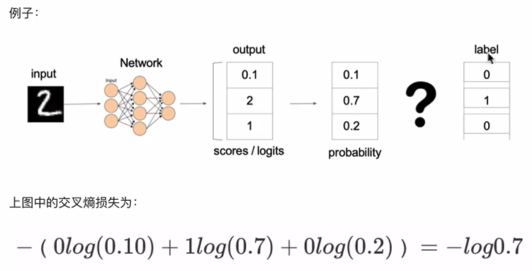 例子：
output
label
Network
input
Input
0.1
0.1
0
2
0.7
?
1
1
0.2
0
scores / logits
probability
上图中的交叉熵损失为：
− ( 0log(0.10) + 1log(0.7) + 0log(0.2) ) = −log0.7